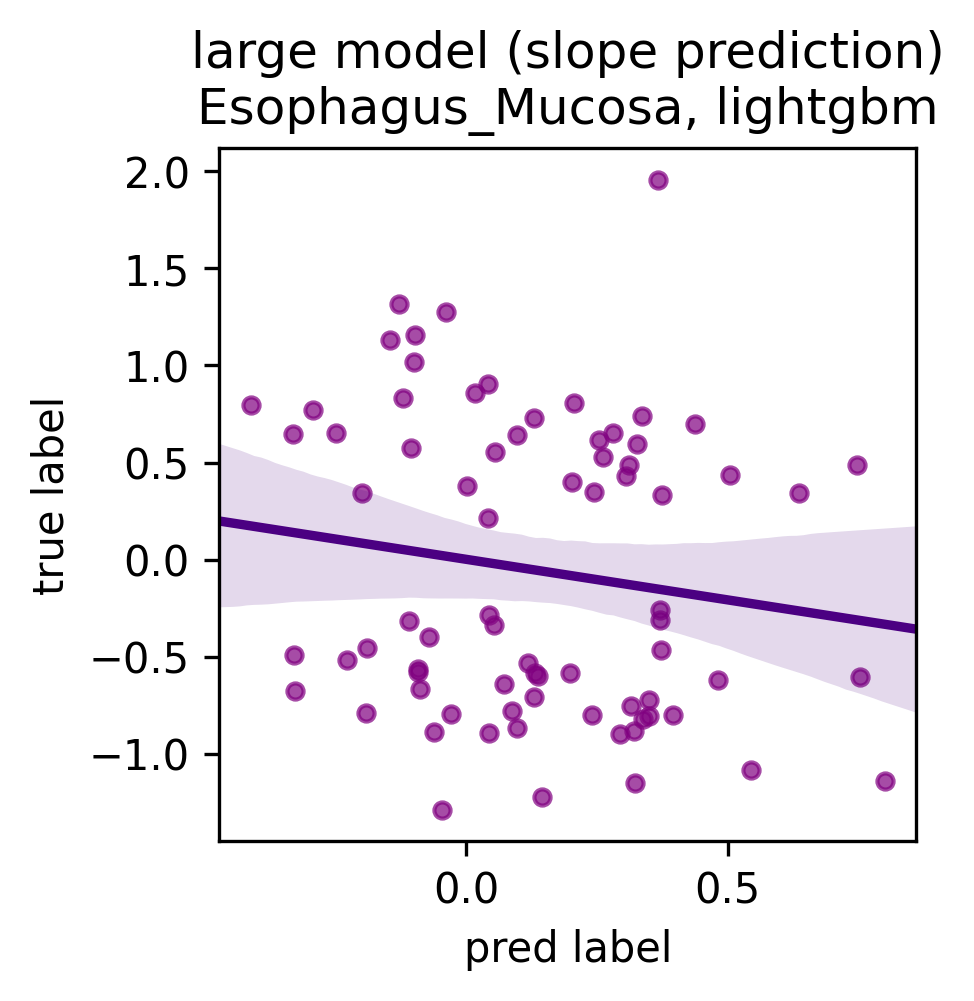 large model (slope prediction)
Esophagus_Mucosa, lightgbm
2.0
1.5
1.0
0.5
0.0
−0.5
−1.0
true label
0.0 0.5
pred label